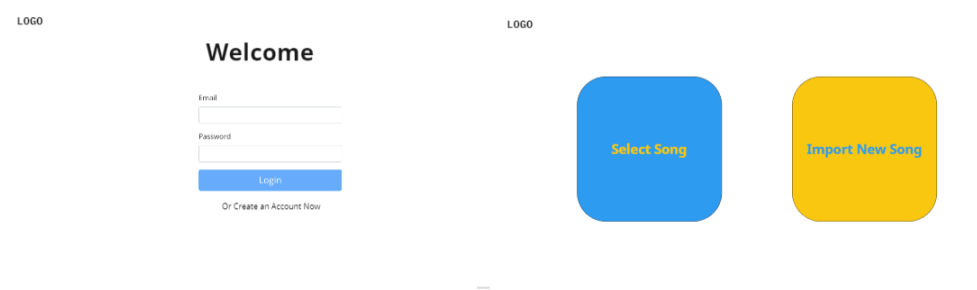 LOGO
Welcome
Email
Password
Login
Or Create an Account Now
LOGO
Select Song
Import New Song